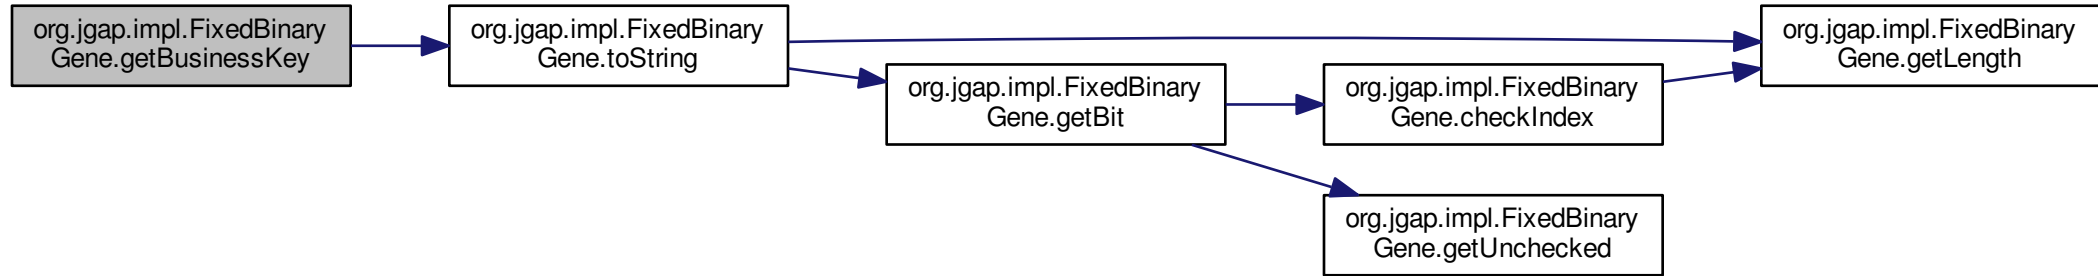 org.jgap.impl.FixedBinary
Gene.getBusinessKey
org.jgap.impl.FixedBinary
Gene.toString
org.jgap.impl.FixedBinary
Gene.getBit
org.jgap.impl.FixedBinary
Gene.checkIndex
org.jgap.impl.FixedBinary
Gene.getUnchecked
org.jgap.impl.FixedBinary
Gene.getLength